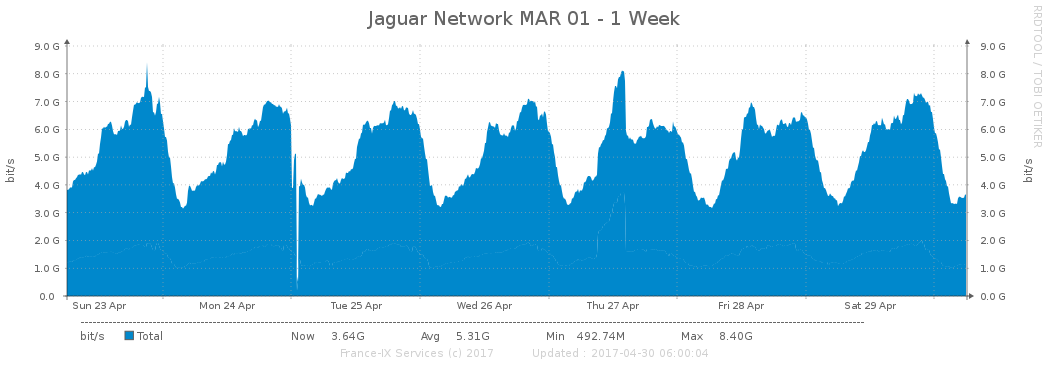 Jaguar Network MAR 01 - 1 Week
RRDTOOL / TOBI OETIKER
9.0 G 9.0 G
8.0 G 8.0 G
7.0 G 7.0 G
6.0 G 6.0 G
5.0 G 5.0 G
4.0 G 4.0 G
3.0 G 3.0 G
2.0 G 2.0 G
1.0 G 1.0 G
0.0 0.0 G
bit/s bit/s
Sun 23 Apr Mon 24 Apr Tue 25 Apr Wed 26 Apr Thu 27 Apr Fri 28 Apr Sat 29 Apr
bit/s Total Now 3.64G Avg 5.31G Min 492.74M Max 8.40G
France-IX Services (c) 2017 Updated : 2017-04-30 06:00:04